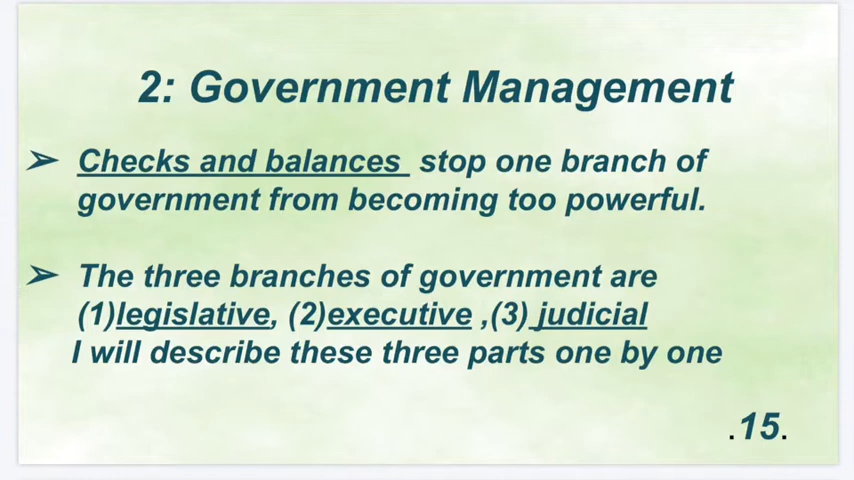 2: Government Management
➢ Checks and balances stop one branch of
government from becoming too powerful.
➢ The three branches of government are
(1)legislative, (2)executive ,(3) judicial
I will describe these three parts one by one
.15.